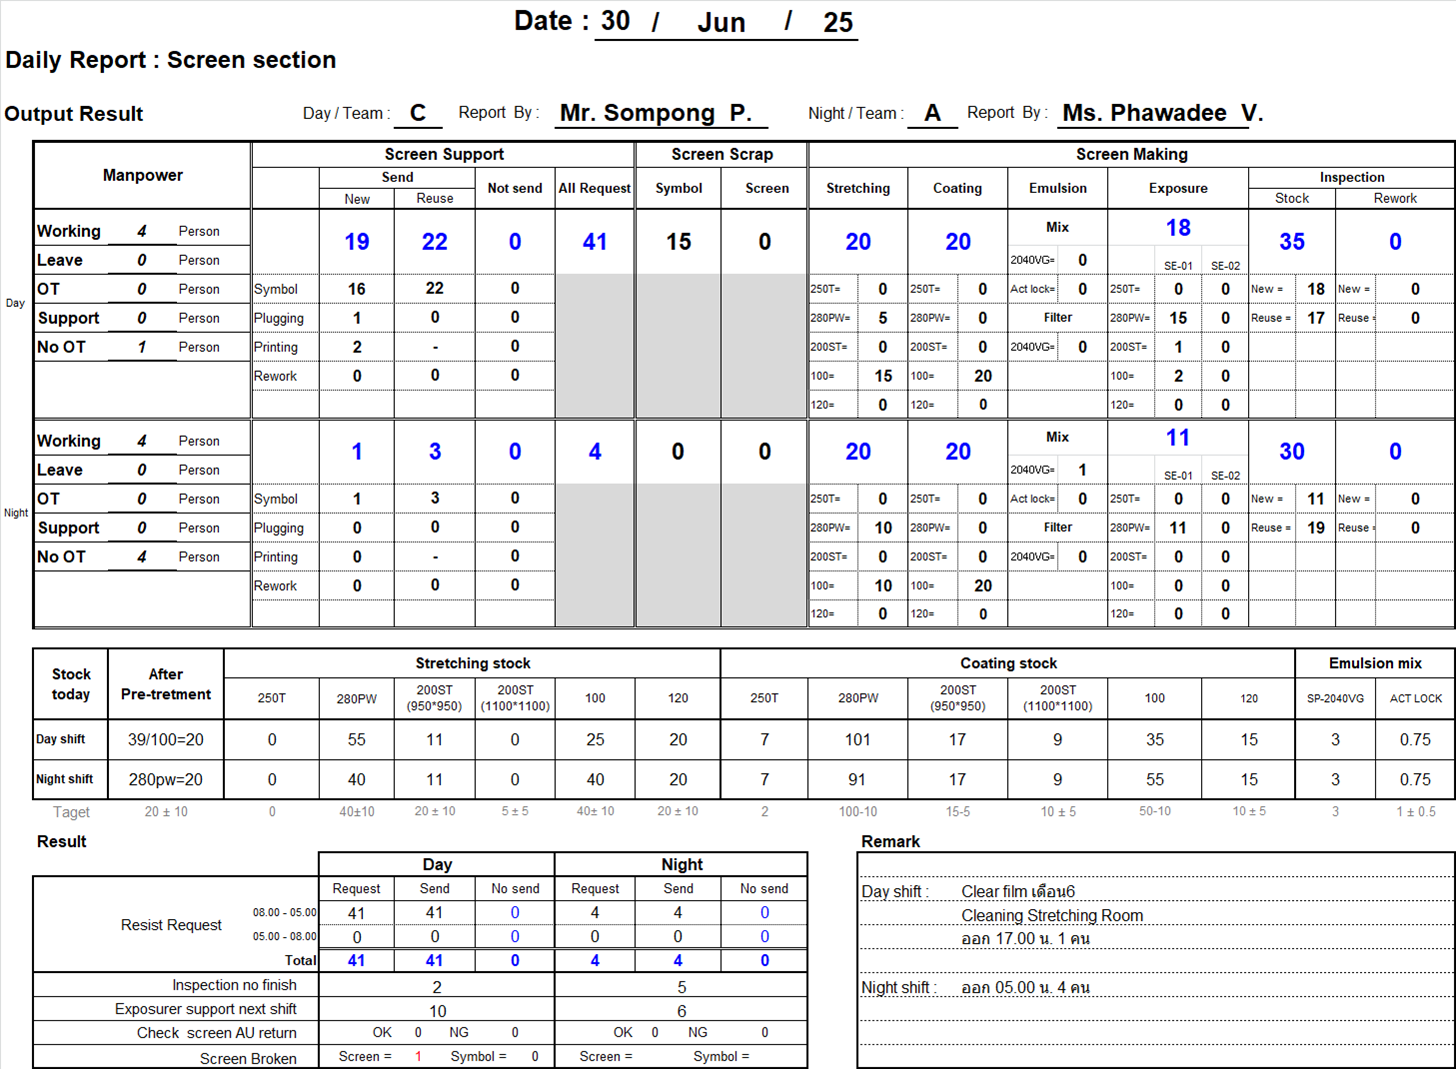 Date : 30 / Jun / 25
Daily Report : Screen section
Output Result Day / Team : C Report By : Mr. Sompong P. Night / Team : A Report By : Ms. Phawadee V.
Manpower Screen Support Screen Scrap Screen Making
Send Not send All Request Symbol Screen Stretching Coating Emulsion Exposure Inspection
New Reuse Stock Rework
Day
Working 4 Person 19 22 0 41 15 0 20 20 Mix 18 35 0
Leave 0 Person 2040VG= 0 SE-01 SE-02
OT 0 Person Symbol 16 22 0 250T= 0 250T= 0 Act lock= 0 250T= 0 0 New = 18 New = 0
Support 0 Person Plugging 1 0 0 280PW= 5 280PW= 0 Filter 280PW= 15 0 Reuse = 17 Reuse = 0
No OT 1 Person Printing 2 - 0 200ST= 0 200ST= 0 2040VG= 0 200ST= 1 0
Rework 0 0 0 100= 15 100= 20 100= 2 0
120= 0 120= 0 120= 0 0
Night
Working 4 Person 1 3 0 4 0 0 20 20 Mix 11 30 0
Leave 0 Person 2040VG= 1 SE-01 SE-02
OT 0 Person Symbol 1 3 0 250T= 0 250T= 0 Act lock= 0 250T= 0 0 New = 11 New = 0
Support 0 Person Plugging 0 0 0 280PW= 10 280PW= 0 Filter 280PW= 11 0 Reuse = 19 Reuse = 0
No OT 4 Person Printing 0 - 0 200ST= 0 200ST= 0 2040VG= 0 200ST= 0 0
Rework 0 0 0 100= 10 100= 20 100= 0 0
120= 0 120= 0 120= 0 0
Stock today After Pre-tretment Stretching stock Coating stock Emulsion mix
250T 280PW 200ST (950*950) 200ST (1100*1100) 100 120 250T 280PW 200ST (950*950) 200ST (1100*1100) 100 120 SP-2040VG ACT LOCK
Day shift 39/100=20 0 55 11 0 25 20 7 101 17 9 35 15 3 0.75
Night shift 280pw=20 0 40 11 0 40 20 7 91 17 9 55 15 3 0.75
Taget 20 ± 10 0 40±10 20 ± 10 5 ± 5 40± 10 20 ± 10 2 100-10 15-5 10 ± 5 50-10 10 ± 5 3 1 ± 0.5
Result
Day Night
Request Send No send Request Send No send
Resist Request
08.00 - 05.00 41 41 0 4 4 0
05.00 - 08.00 0 0 0 0 0 0
Total 41 41 0 4 4 0
Inspection no finish 2 5
Exposurer support next shift 10 6
Check screen AU return OK 0 NG 0 OK 0 NG 0
Screen Broken Screen = 1 Symbol = 0 Screen = Symbol =
Remark
Day shift : Clear film เดือน6
Cleaning Stretching Room
ออก 17.00 น. 1 คน
Night shift : ออก 05.00 น. 4 คน